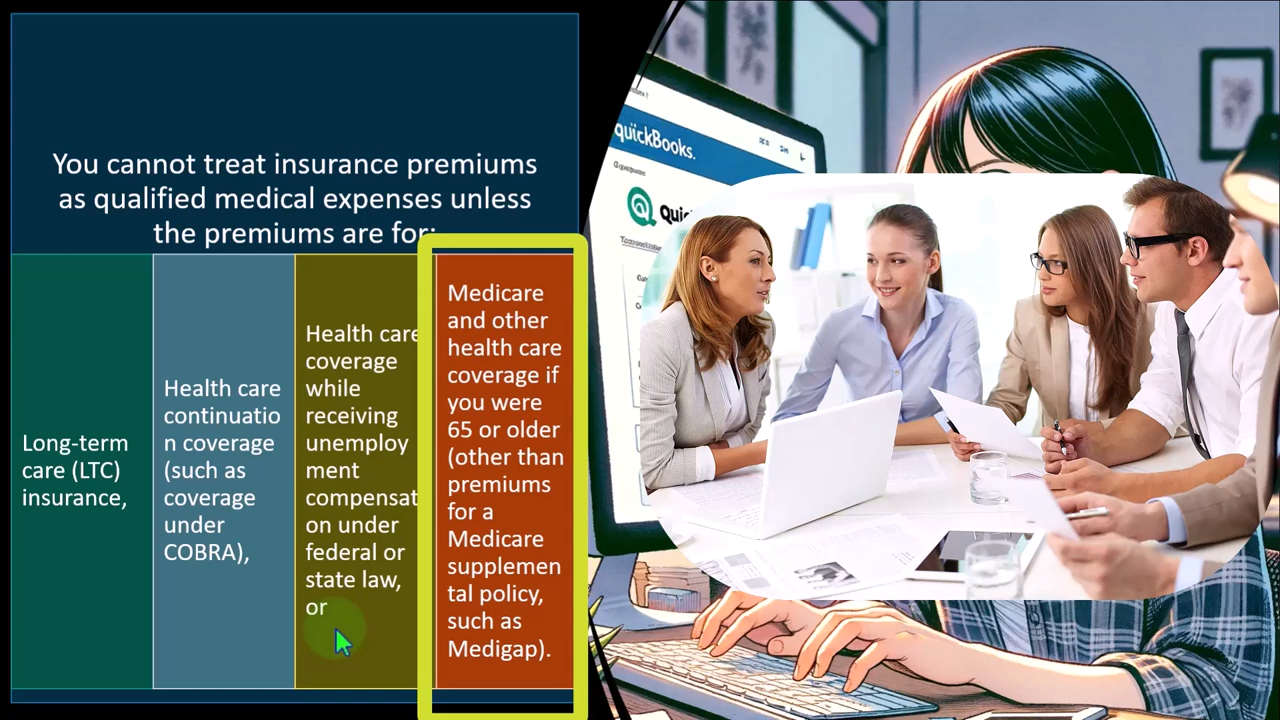 You cannot treat insurance premiums
as qualified medical expenses unless
the premiums are for:
Long-term
care (LTC)
insurance,
Health care
continuatio
n coverage
(such as
coverage
under
COBRA),
Health care
coverage
while
receiving
unemploy
ment
compensat
on under
federal or
state law,
or
Medicare
and other
health care
coverage if
you were
65 or older
(other than
premiums
for a
Medicare
supplemen
tal policy,
such as
Medigap).
quickBooks.
Quic